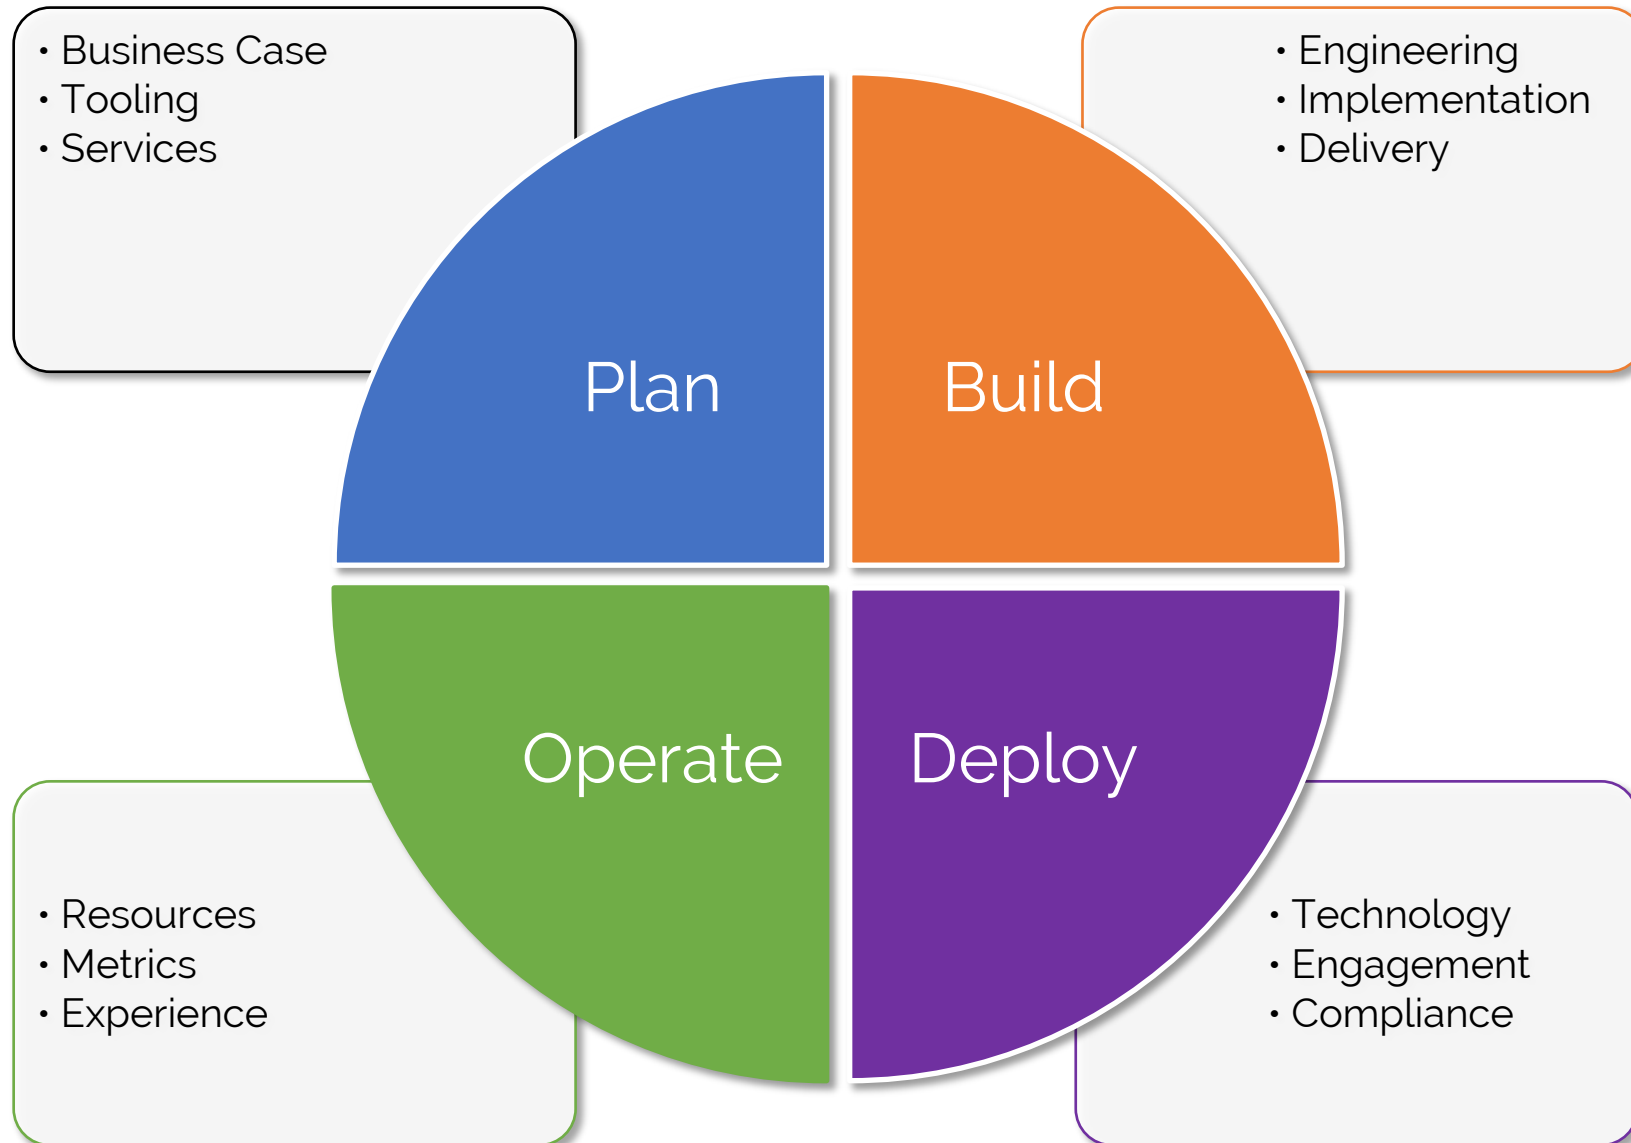 • Business Case
• Tooling
• Services
• Engineering
• Implementation
• Delivery
Plan
Build
Operate
Deploy
• Resources
• Metrics
• Experience
• Technology
• Engagement
• Compliance